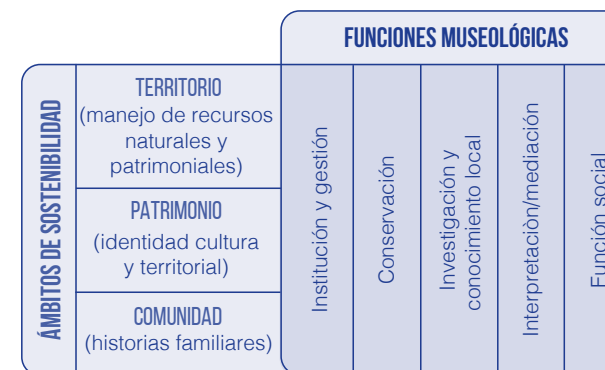 FUNCIONES MUSEOLÓGICAS
ÁMBITOS DE SOSTENIBILIDAD
TERRITORIO
(manejo de recursos
naturales y
patrimoniales)
PATRIMONIO
(identidad cultura
y territorial)
COMUNIDAD
(historias familiares)
Institución y gestión
Conservación
Investigación y
conocimiento local
Interpretaciòn/mediación
Función social